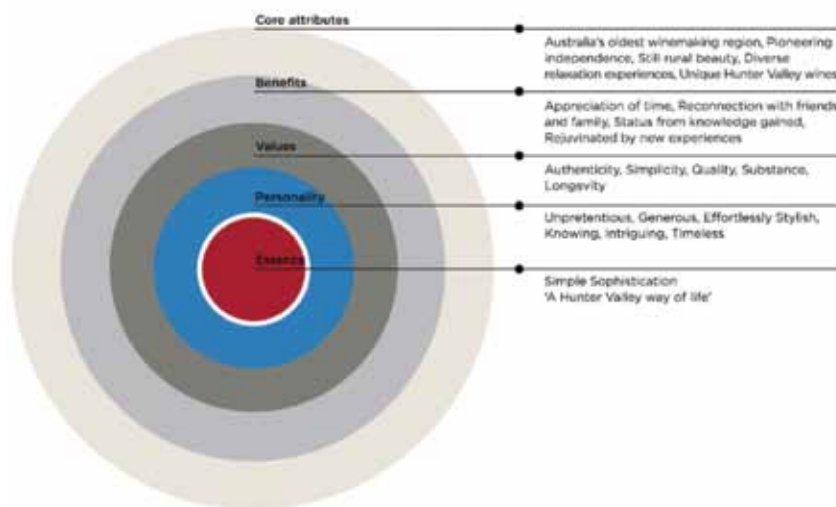 Core attributes
Australia's oldest winemaking region, Pioneering
independence, Still rural beauty, Diverse
relaxation experiences, Unique Hunter Valley wines
Benefits
Appreciation of time, Reconnection with friends
and family, Status from knowledge gained,
Rejuvinated by new experiences
Values
Authenticity, Simplicity, Quality, Substance,
Longevity
Personality
Unpretentious, Generous, Effortlessly Stylish,
Knowing, Intriguing, Timeless
Essence
Simple Sophistication
'A Hunter Valley way of life'